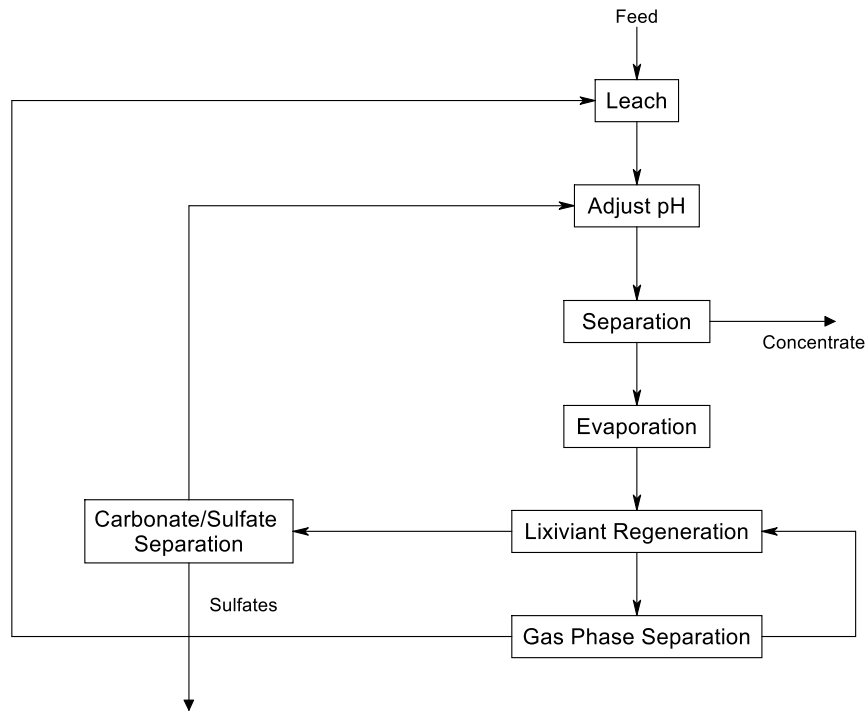 Feed
Leach
Adjust pH
Separation
Concentrate
Evaporation
Carbonate/Sulfate
Separation
Lixiviant Regeneration
Sulfates
Gas Phase Separation